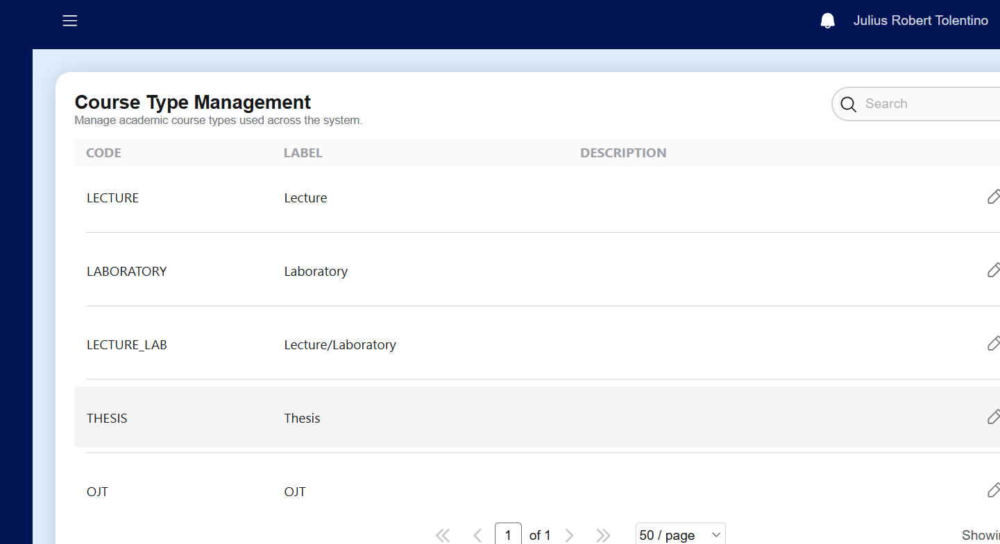 Julius Robert Tolentino
Course Type Management
Search
Manage academic course types used across the system.
CODE LABEL DESCRIPTION
LECTURE Lecture
LABORATORY Laboratory
LECTURE_LAB Lecture/Laboratory
THESIS Thesis
OJT OJT
1 of 1 50 / page